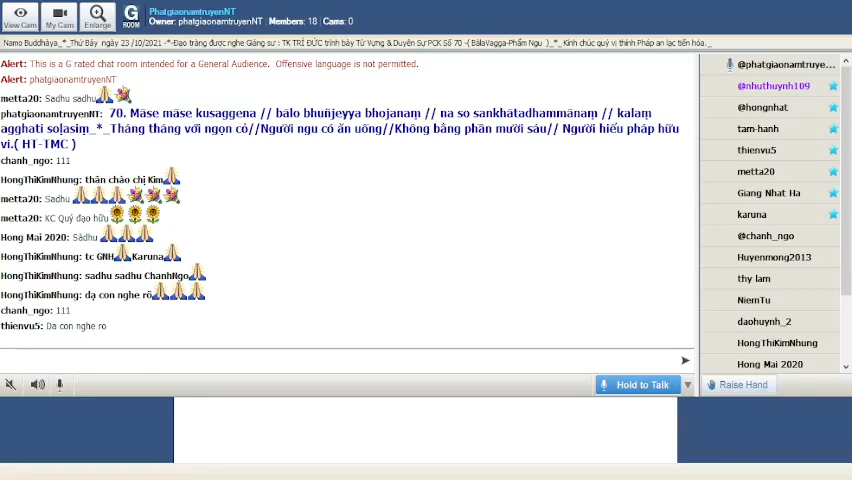 View Cam
My Cam
Enlarge
G
ROOM
PhatgiaonamtruyenNT
Owner: phatgiaonamtruyenNT | Members: 18 | Cams: 0
Namo Buddhàya_*_Thứ Bảy ngày 23 /10/2021 -*-Đạo tràng được nghe Giảng sư : TK TRÍ ĐỨC trình bày Từ Vựng & Duyên Sự PCK Số 70 -( BālaVagga-Phẩm Ngu )_*_ Kính chúc quý vị thính Pháp an lạc tiến hóa._
Alert: This is a G rated chat room intended for a General Audience. Offensive language is not permitted.
Alert: phatgiaonamtruyenNT
metta20: Sadhu sadhu
phatgiaonamtruyenNT: 70. Māse māse kusaggena // bālo bhuñjeyya bhojanaṃ // na so sankhātadhammānaṃ // kalaṃ
agghati soḷasiṃ_*_Tháng tháng với ngọn cỏ//Người ngu có ăn uống//Không bằng phần mười sáu// Người hiểu pháp hữu
vi.( HT-TMC )
chanh_ngo: 111
HongThiKimNhung: thân chào chị Kim
metta20: Sadhu
metta20: KC Quý đạo hữu
Hong Mai 2020: Sàdhu
HongThiKimNhung: tc GNH Karuna
HongThiKimNhung: sadhu sadhu ChanhNgo
HongThiKimNhung: dạ con nghe rõ
chanh_ngo: 111
thienvu5: Da con nghe ro
Hold to Talk
@phatgiaonamtruye...
@nhuthuynh109
@hongnhat
tam-hanh
thienvu5
metta20
Giang Nhat Ha
karuna
@chanh_ngo
Huyenmong2013
thy lam
NiemTu
daohuynh_2
HongThiKimNhung
Hong Mai 2020
Raise Hand